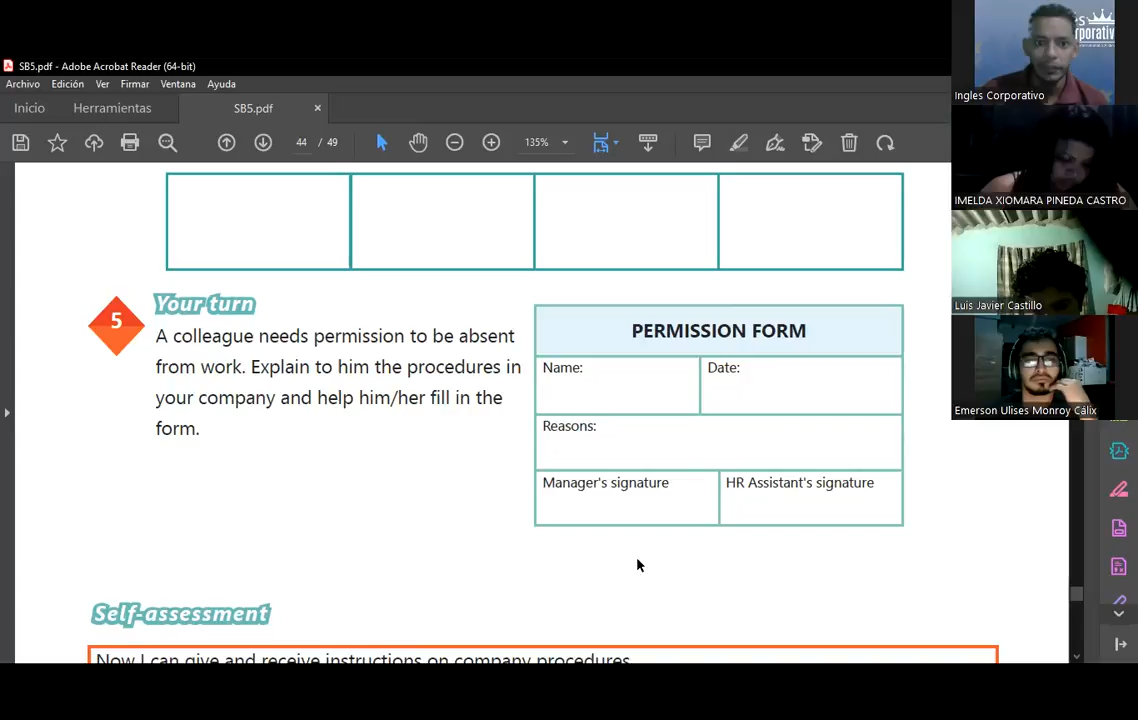 SB5.pdf - Adobe Acrobat Reader (64-bit)
Archivo Edición Ver Firmar Ventana Ayuda
Inicio Herramientas SB5.pdf ×
44 / 49 135%
5
Your turn
A colleague needs permission to be absent
from work. Explain to him the procedures in
your company and help him/her fill in the
form.
PERMISSION FORM
Name: Date:
Reasons:
Manager's signature HR Assistant's signature
Self-assessment
Now I can give and receive instructions on company procedures.
Ingles Corporativo
IMELDA XIOMARA PINEDA CASTRO
Luis Javier Castillo
Emerson Ulises Monroy Cálix